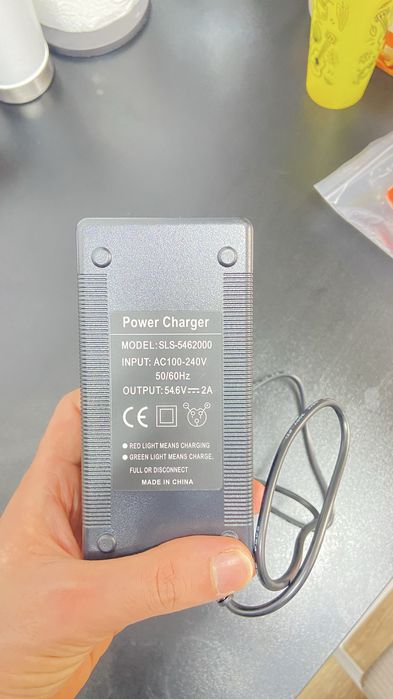 Power Charger
MODEL: SLS-5462000
INPUT: AC100-240V
50/60Hz
OUTPUT: 54.6V⎓2A
CE
● RED LIGHT MEANS CHARGING
● GREEN LIGHT MEANS CHARGE.
FULL OR DISCONNECT
MADE IN CHINA